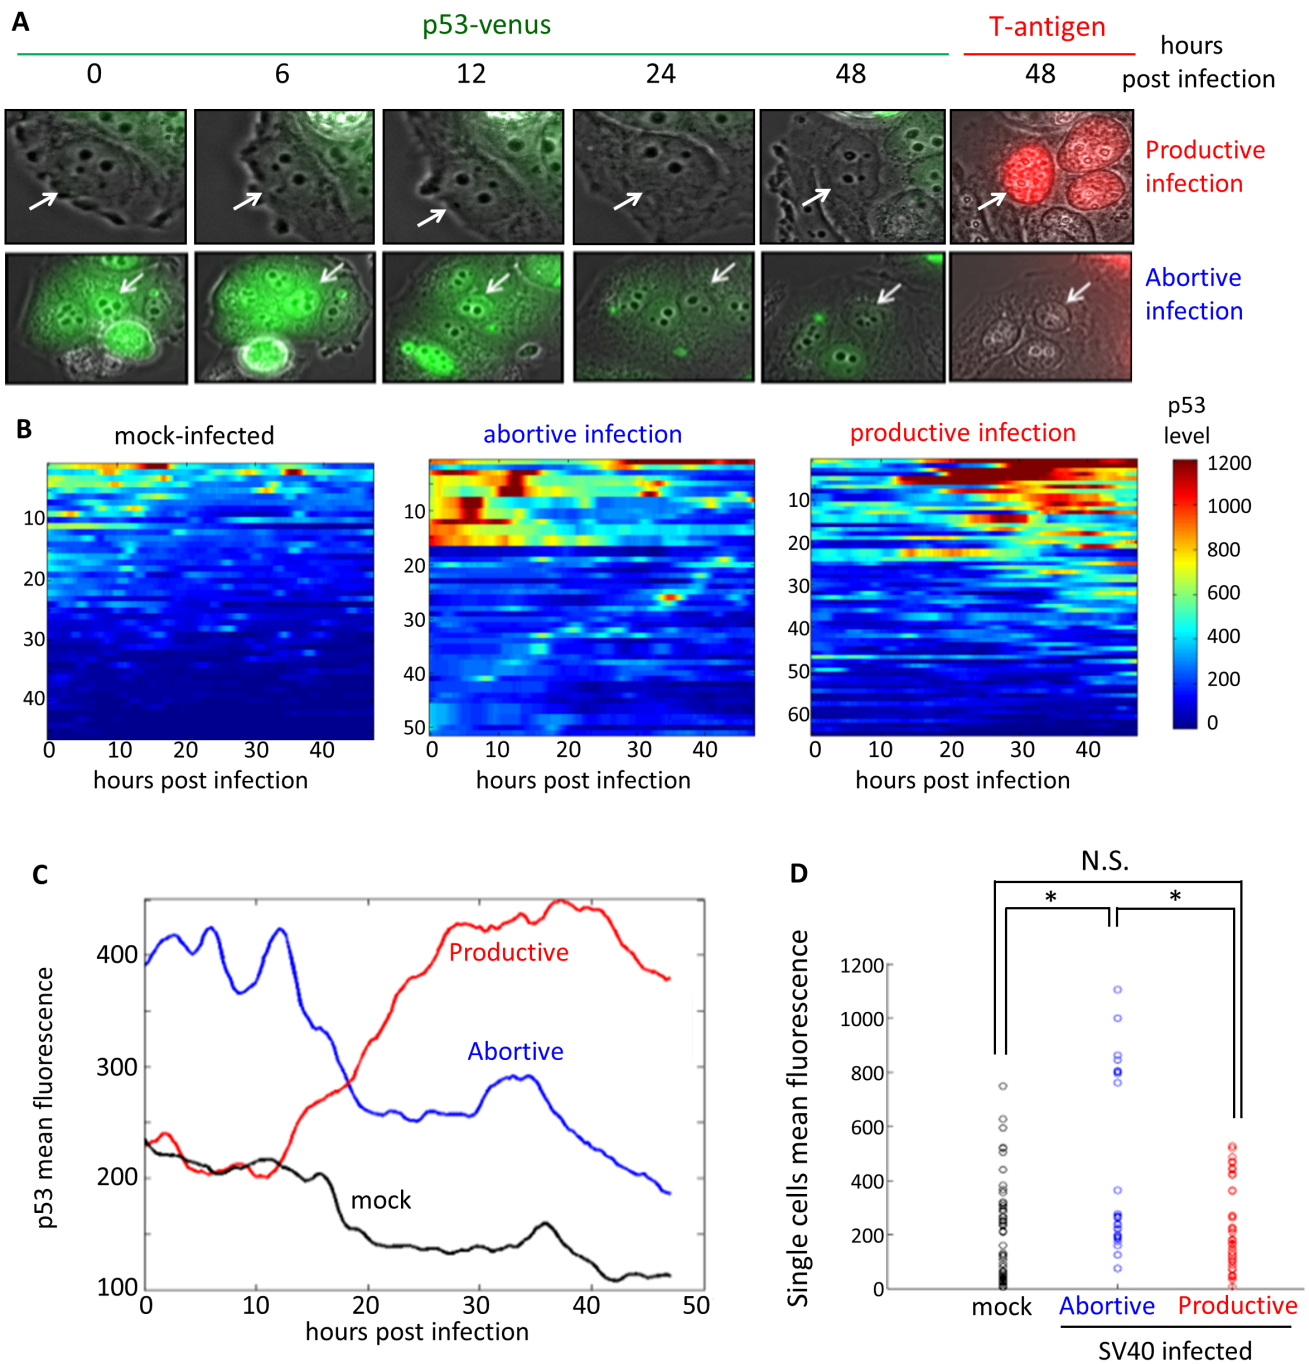 A
p53-venus
T-antigen
0
6
12
24
48
48
hours
post infection
Productive
infection
Abortive
infection
B
mock-infected
abortive infection
productive infection
p53
level
10
20
30
40
0
10
20
30
40
hours post infection
10
20
30
40
50
0
10
20
30
40
hours post infection
10
20
30
40
50
60
0
10
20
30
40
hours post infection
1200
1000
800
600
400
200
0
C
p53 mean fluorescence
400
300
200
100
Productive
Abortive
mock
0
10
20
30
40
50
hours post infection
D
N.S.
*
*
Single cells mean fluorescence
1200
1000
800
600
400
200
0
mock
Abortive
Productive
SV40 infected